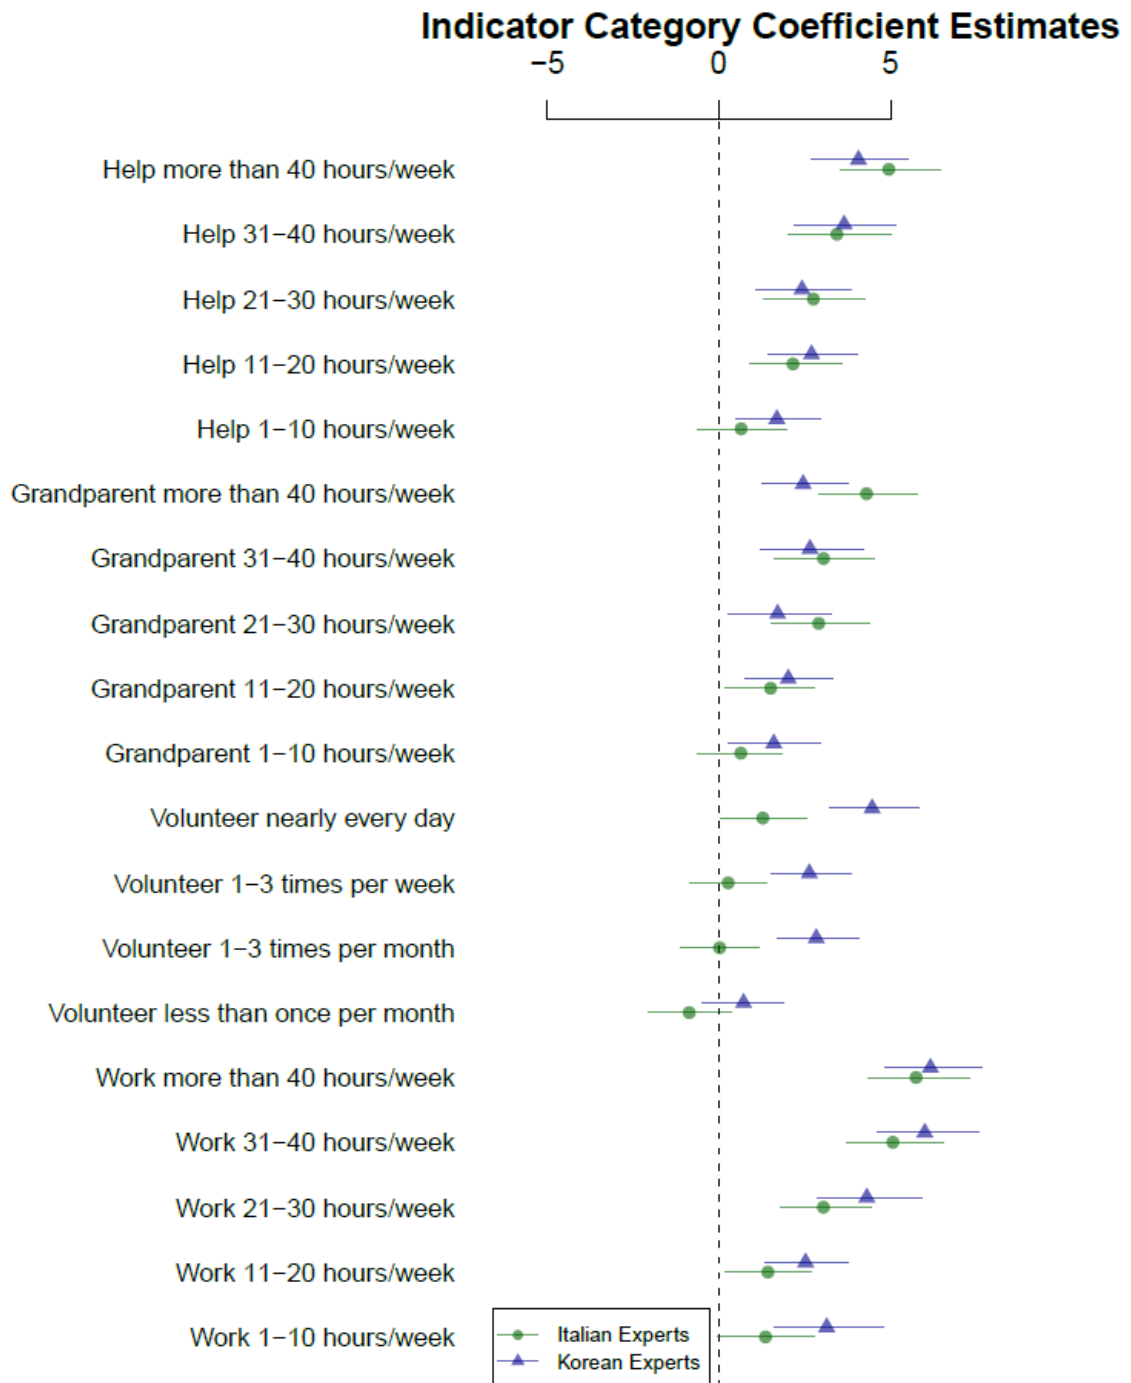 Indicator Category Coefficient Estimates
−5 0 5
Help more than 40 hours/week
Help 31−40 hours/week
Help 21−30 hours/week
Help 11−20 hours/week
Help 1−10 hours/week
Grandparent more than 40 hours/week
Grandparent 31−40 hours/week
Grandparent 21−30 hours/week
Grandparent 11−20 hours/week
Grandparent 1−10 hours/week
Volunteer nearly every day
Volunteer 1−3 times per week
Volunteer 1−3 times per month
Volunteer less than once per month
Work more than 40 hours/week
Work 31−40 hours/week
Work 21−30 hours/week
Work 11−20 hours/week
Work 1−10 hours/week
Italian Experts
Korean Experts